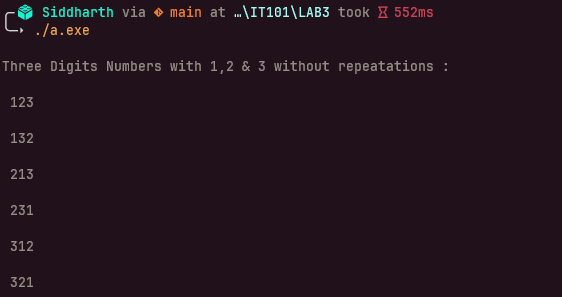 Siddharth via main at …\IT101\LAB3 took 552ms
./a.exe
Three Digits Numbers with 1,2 & 3 without repeatations :
123
132
213
231
312
321